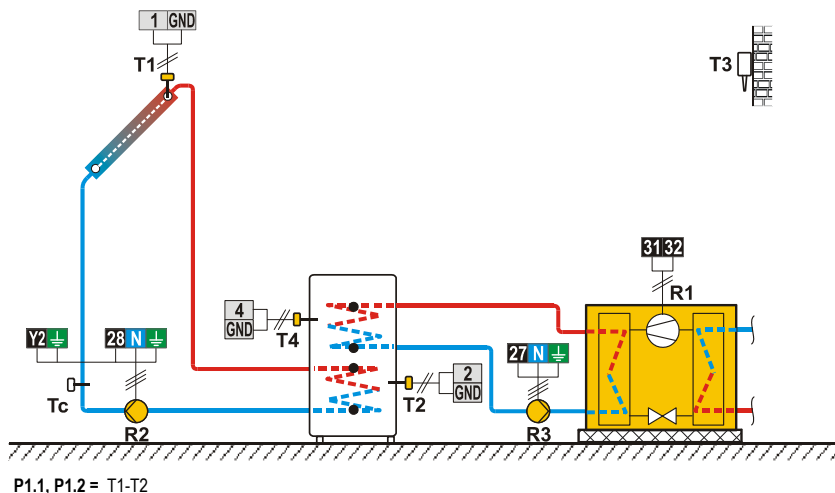 1 GND
T1
T3
31 32
R1
4
GND
T4
Y2 28 N
27 N
2
GND
T2
Tc
R2
R3
P1.1, P1.2 = T1-T2